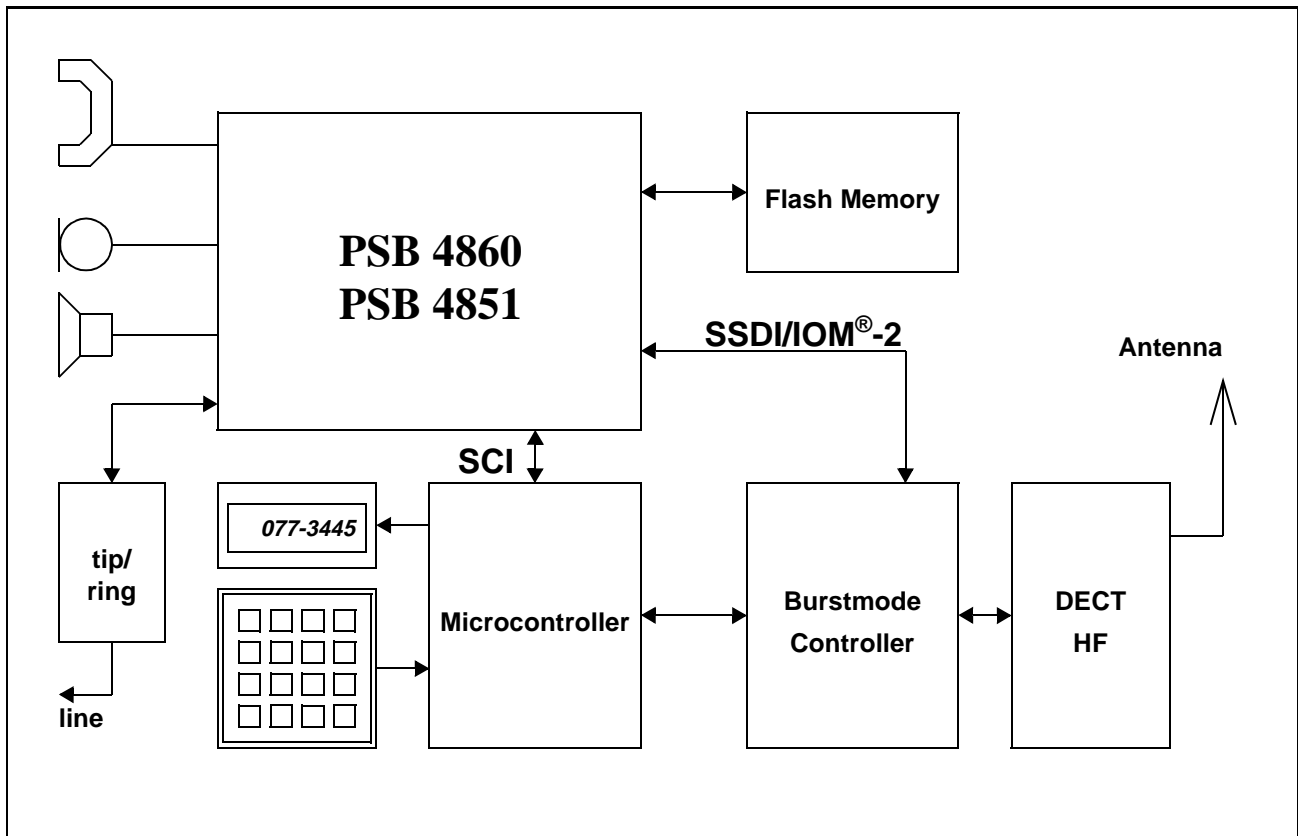 PSB 4860
PSB 4851
Flash Memory
SSDI/IOM®-2
Antenna
SCI
077-3445
tip/
ring
Microcontroller
Burstmode
Controller
DECT
HF
line